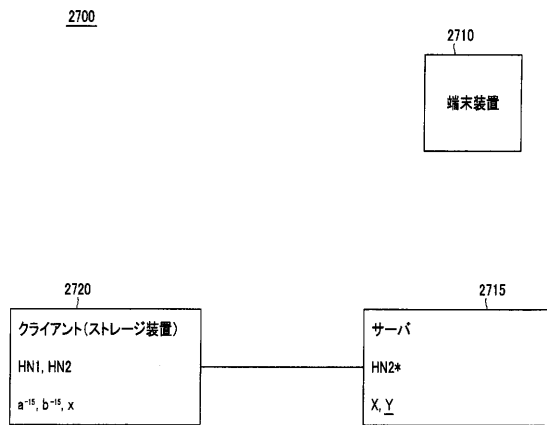 2700
2710
端末装置
2720
クライアント(ストレージ装置)
HN1, HN2
a⁻¹⁵, b⁻¹⁵, x
2715
サーバ
HN2*
X, Y